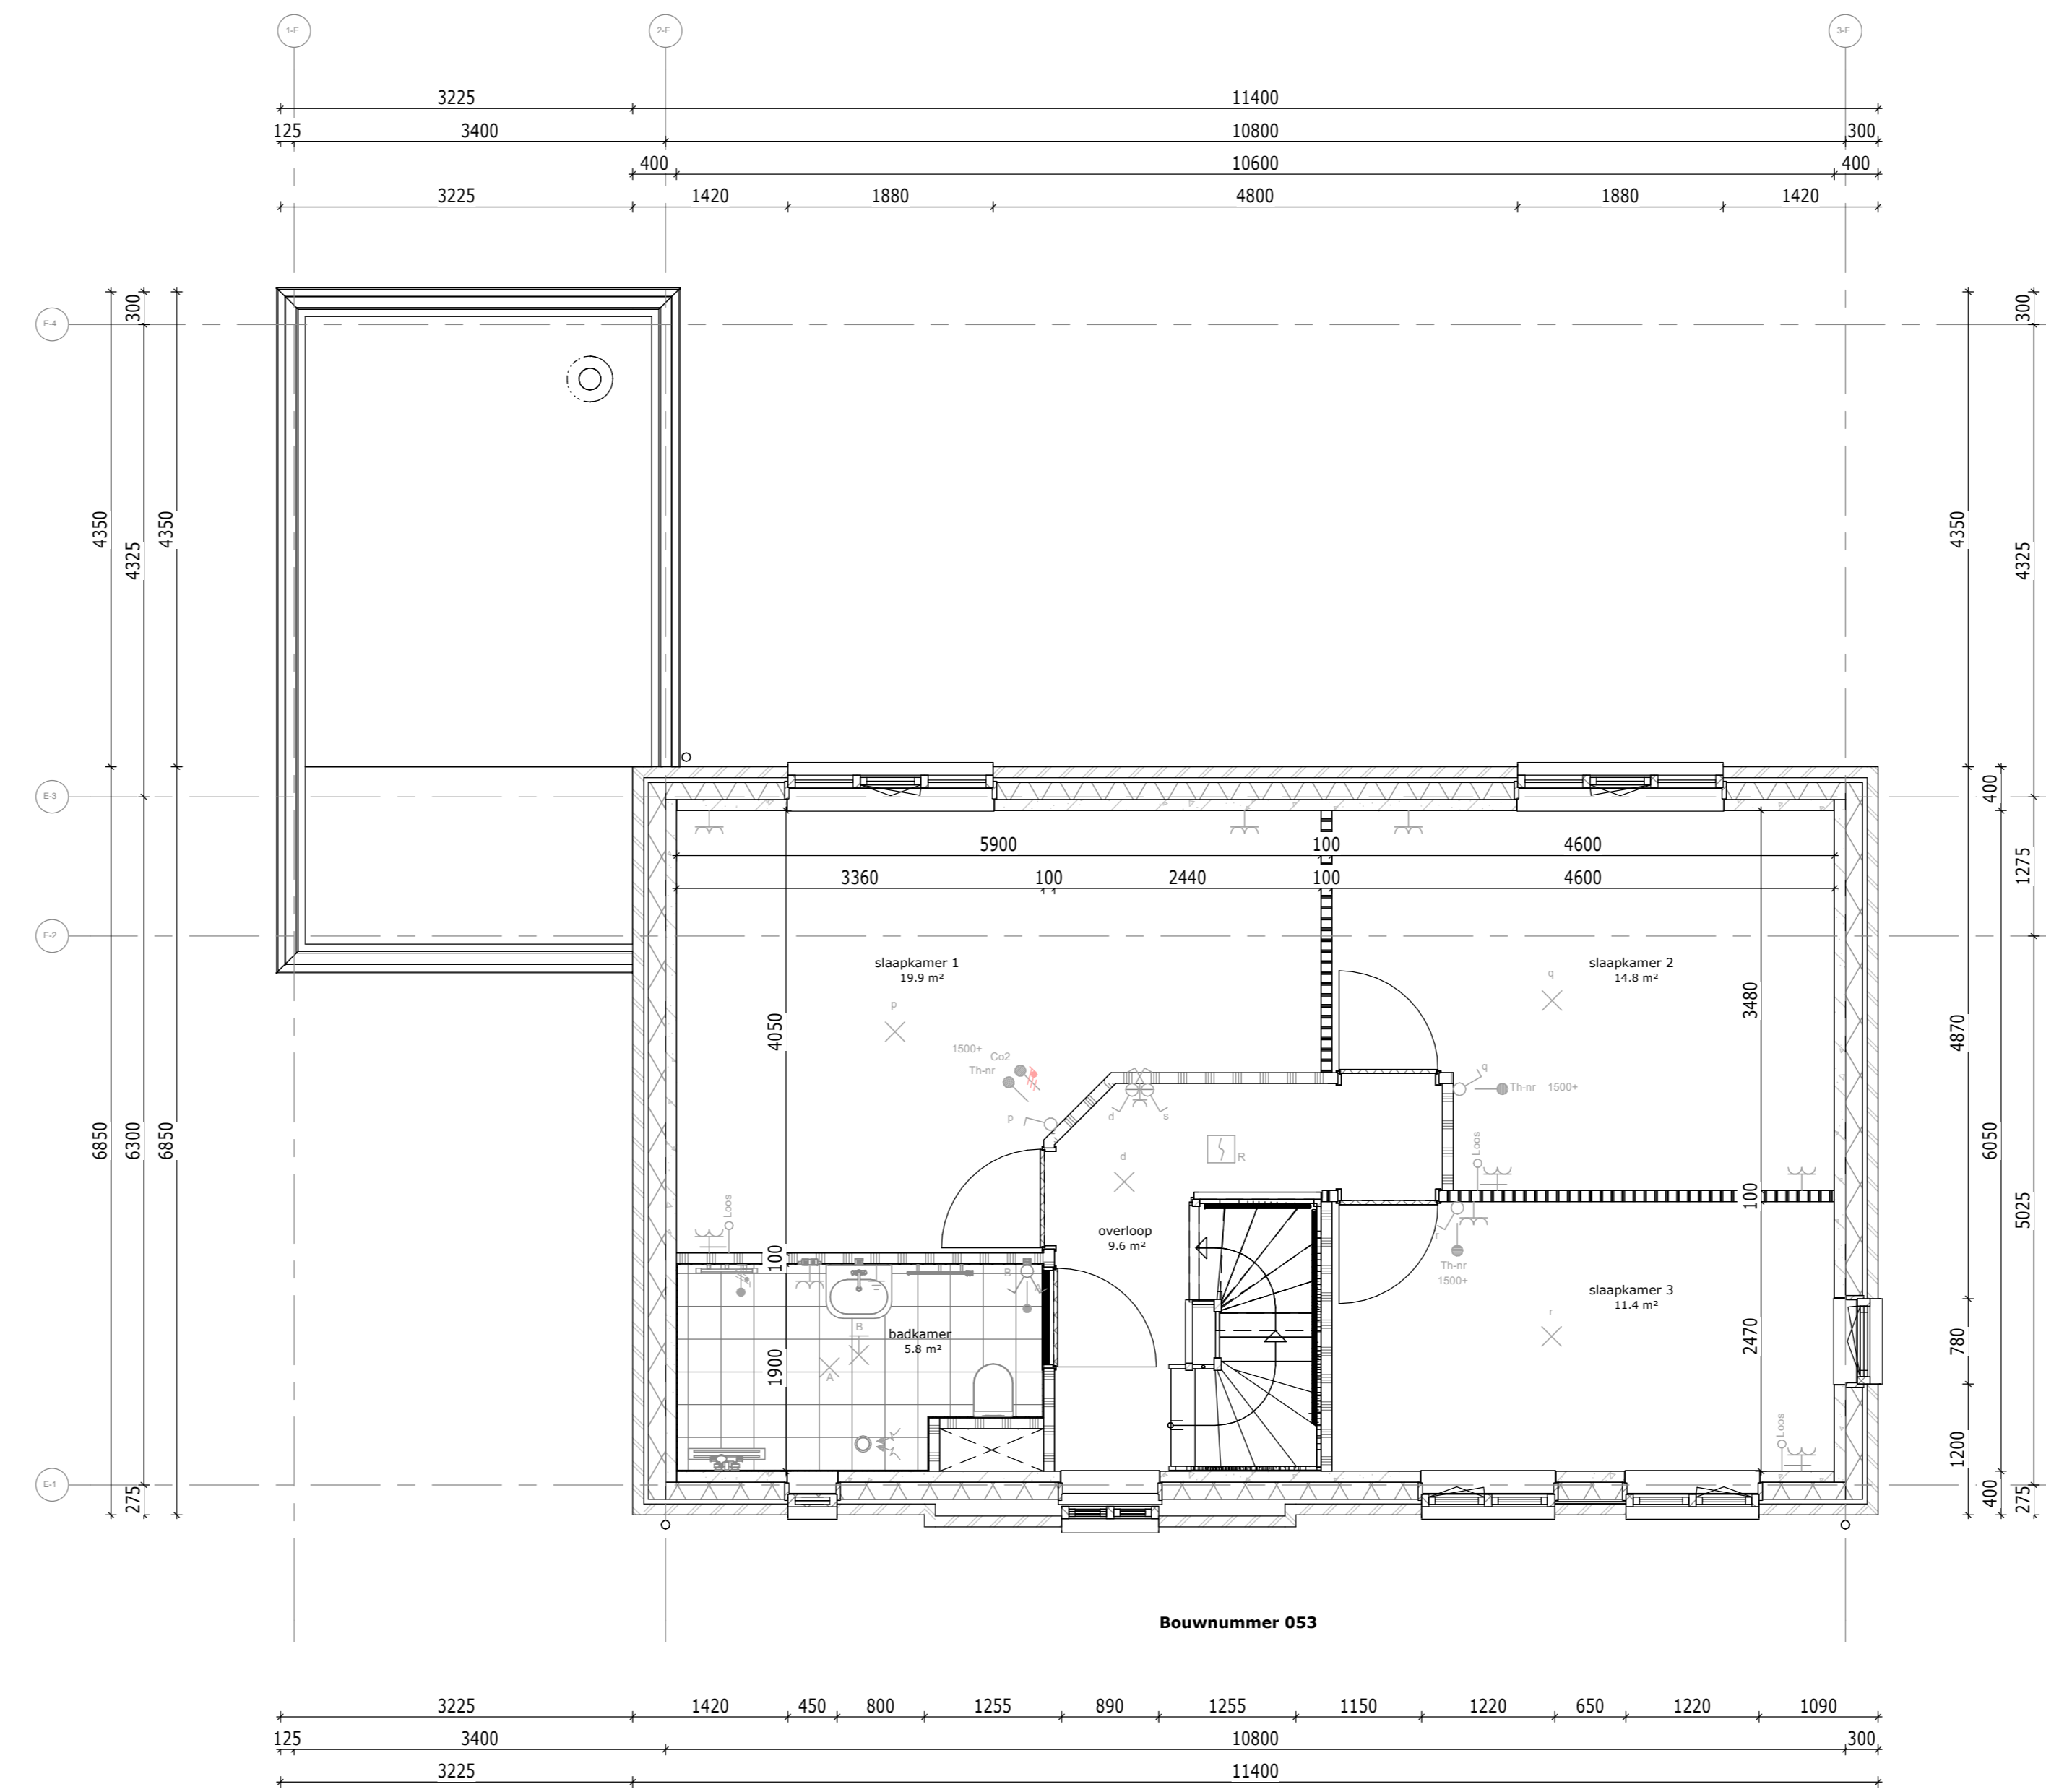 1-E 2-E 3-E
3225 11400
125 3400 10800 300
400 10600 400
3225 1420 1880 4800 1880 1420
300 300
E-4
4350 4325 4350 4350 4325
E-3
400
5900 100 4600
1275
3360 100 2440 100 4600
E-2
slaapkamer 1
19.9 m²
slaapkamer 2
14.8 m²
p
q
4050 3480 4870
1500+
Co2
Th-nr
q
Th-nr 1500+
p d s
6850 6300 6850 6050
d R Loos
100
5025
Loos
overloop
9.6 m²
r
100
Th-nr
1500+
B
A
slaapkamer 3
11.4 m²
r
B
badkamer
5.8 m²
A
1900 2470 780
Loos
1200
E-1
275 400 275
Bouwnummer 053
3225 1420 450 800 1255 890 1255 1150 1220 650 1220 1090
125 3400 10800 300
3225 11400